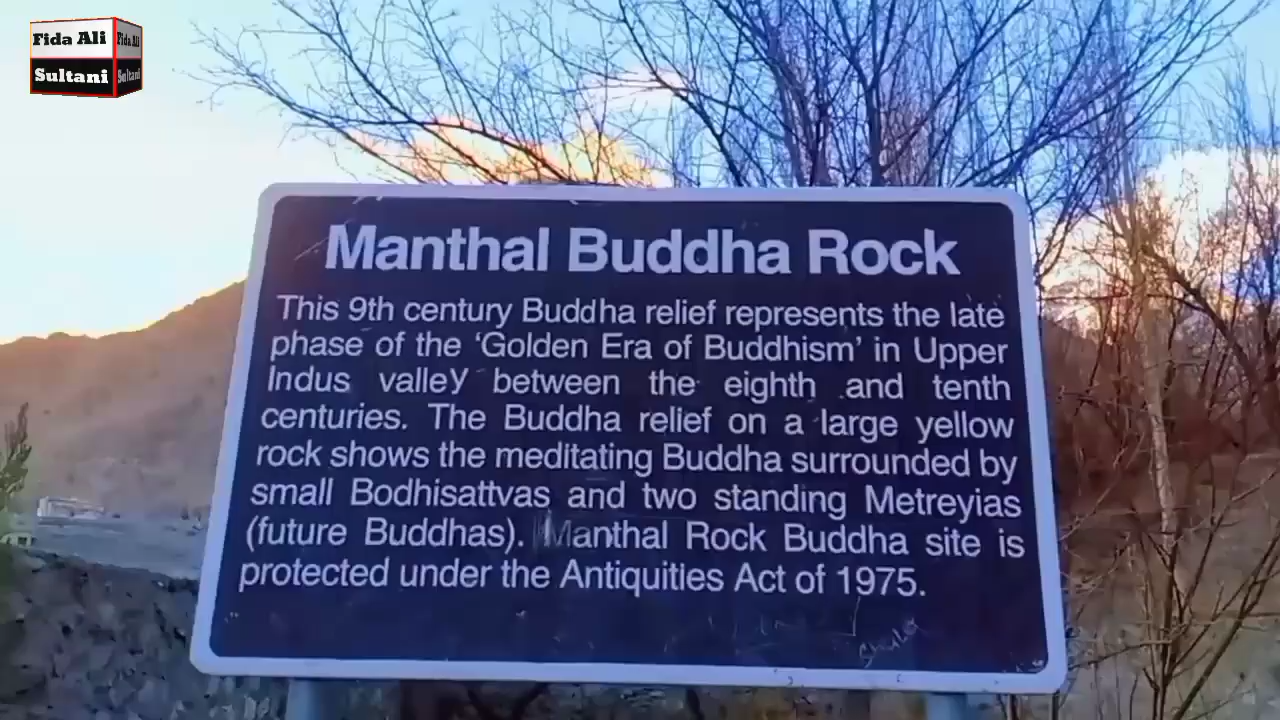 Fida Ali
Sultani
Fida Ali
Sultani
Manthal Buddha Rock
This 9th century Buddha relief represents the late
phase of the ‘Golden Era of Buddhism’ in Upper
Indus valley between the eighth and tenth
centuries. The Buddha relief on a large yellow
rock shows the meditating Buddha surrounded by
small Bodhisattvas and two standing Metreyias
(future Buddhas). Manthal Rock Buddha site is
protected under the Antiquities Act of 1975.